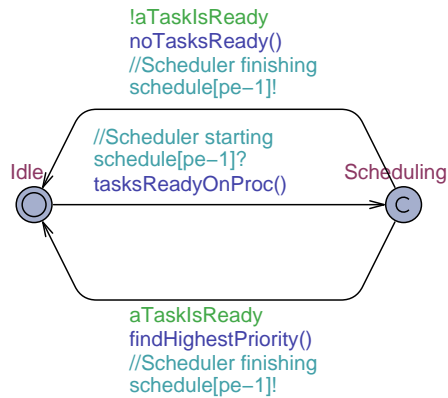 !aTaskIsReady
noTasksReady()
//Scheduler finishing
schedule[pe−1]!
//Scheduler starting
schedule[pe−1]?
tasksReadyOnProc()
Idle
Scheduling
C
aTaskIsReady
findHighestPriority()
//Scheduler finishing
schedule[pe−1]!